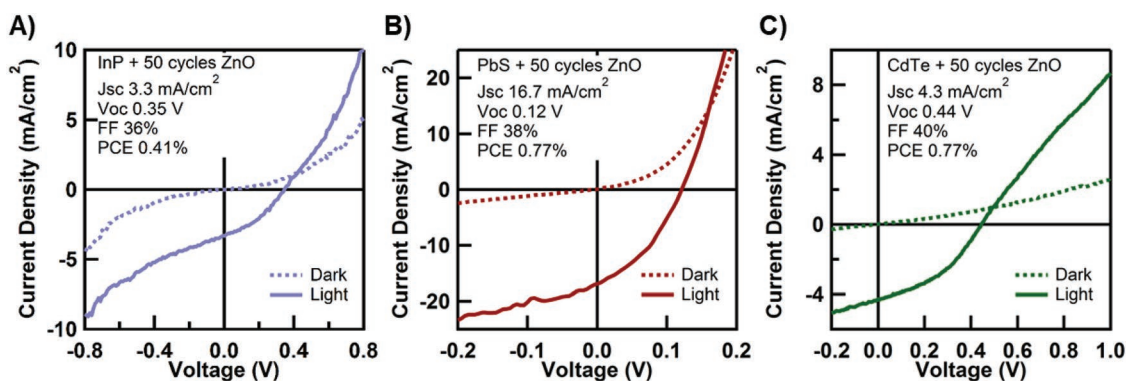 A)
InP + 50 cycles ZnO
Jsc 3.3 mA/cm²
Voc 0.35 V
FF 36%
PCE 0.41%
10
5
0
-5
-10
Current Density (mA/cm²)
-0.8
-0.4
0.0
0.4
0.8
Voltage (V)
Dark
Light
B)
PbS + 50 cycles ZnO
Jsc 16.7 mA/cm²
Voc 0.12 V
FF 38%
PCE 0.77%
20
10
0
-10
-20
Current Density (mA/cm²)
-0.2
-0.1
0.0
0.1
0.2
Voltage (V)
Dark
Light
C)
CdTe + 50 cycles ZnO
Jsc 4.3 mA/cm²
Voc 0.44 V
FF 40%
PCE 0.77%
8
4
0
-4
Current Density (mA/cm²)
-0.2
0.0
0.2
0.4
0.6
0.8
1.0
Voltage (V)
Dark
Light